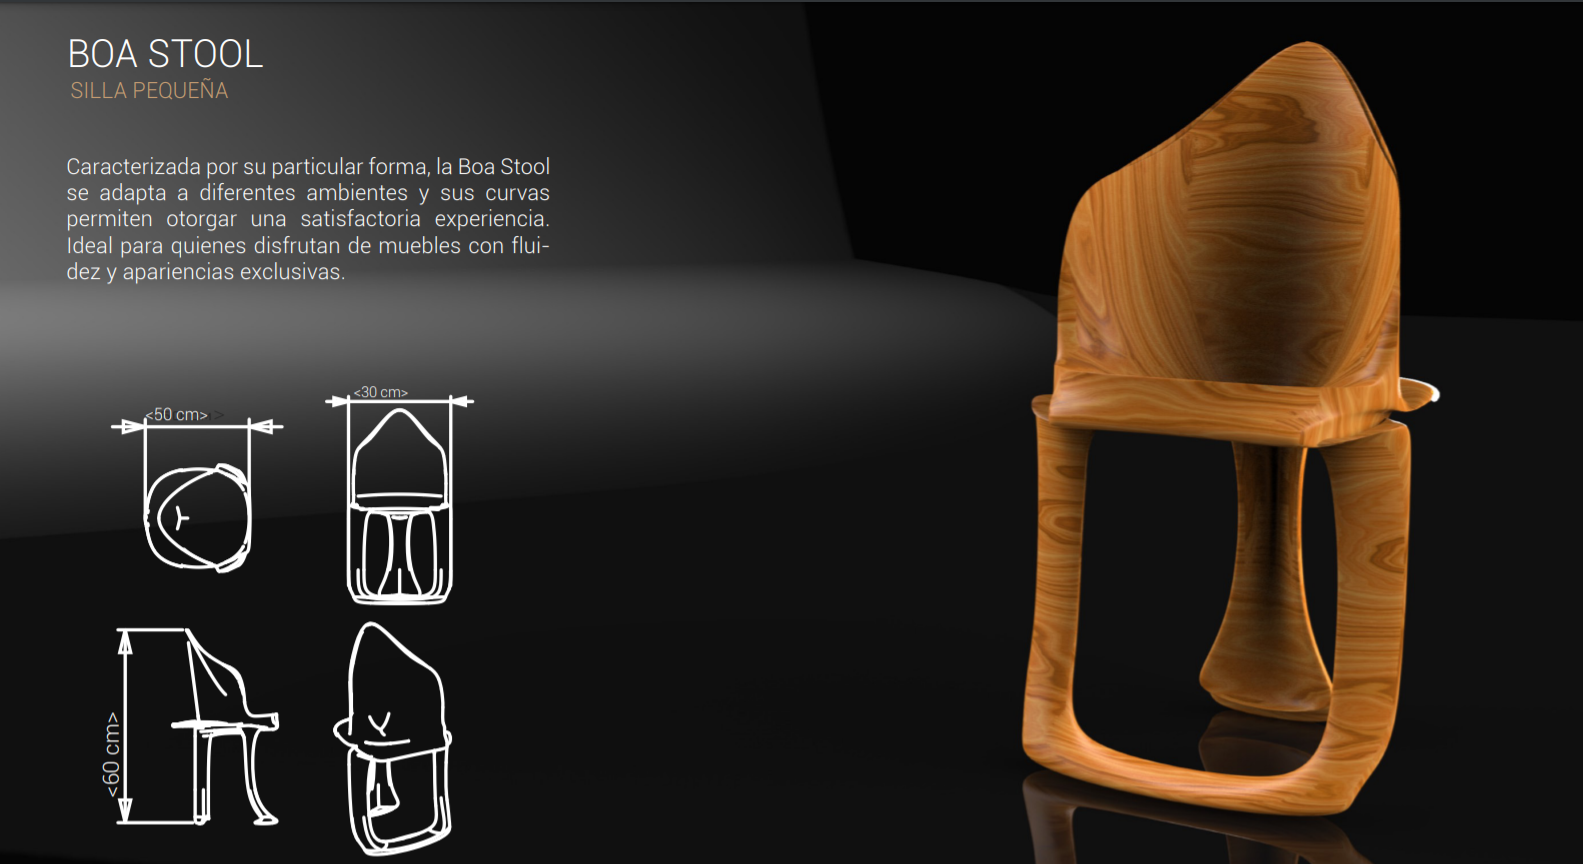 BOA STOOL
SILLA PEQUEÑA
Caracterizada por su particular forma, la Boa Stool
se adapta a diferentes ambientes y sus curvas
permiten otorgar una satisfactoria experiencia.
Ideal para quienes disfrutan de muebles con flui-
dez y apariencias exclusivas.
<30 cm>
<50 cm>
<60 cm>